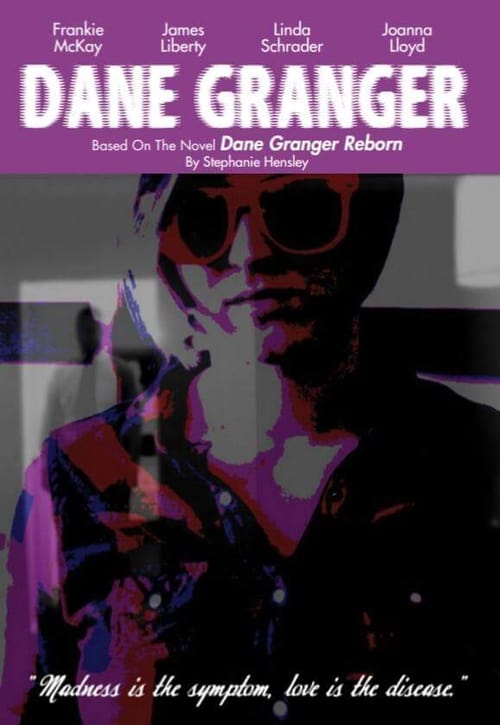 Frankie McKay
James Liberty
Linda Schrader
Joanna Lloyd
DANE GRANGER
Based On The Novel Dane Granger Reborn
By Stephanie Hensley
"Madness is the symptom, love is the disease."